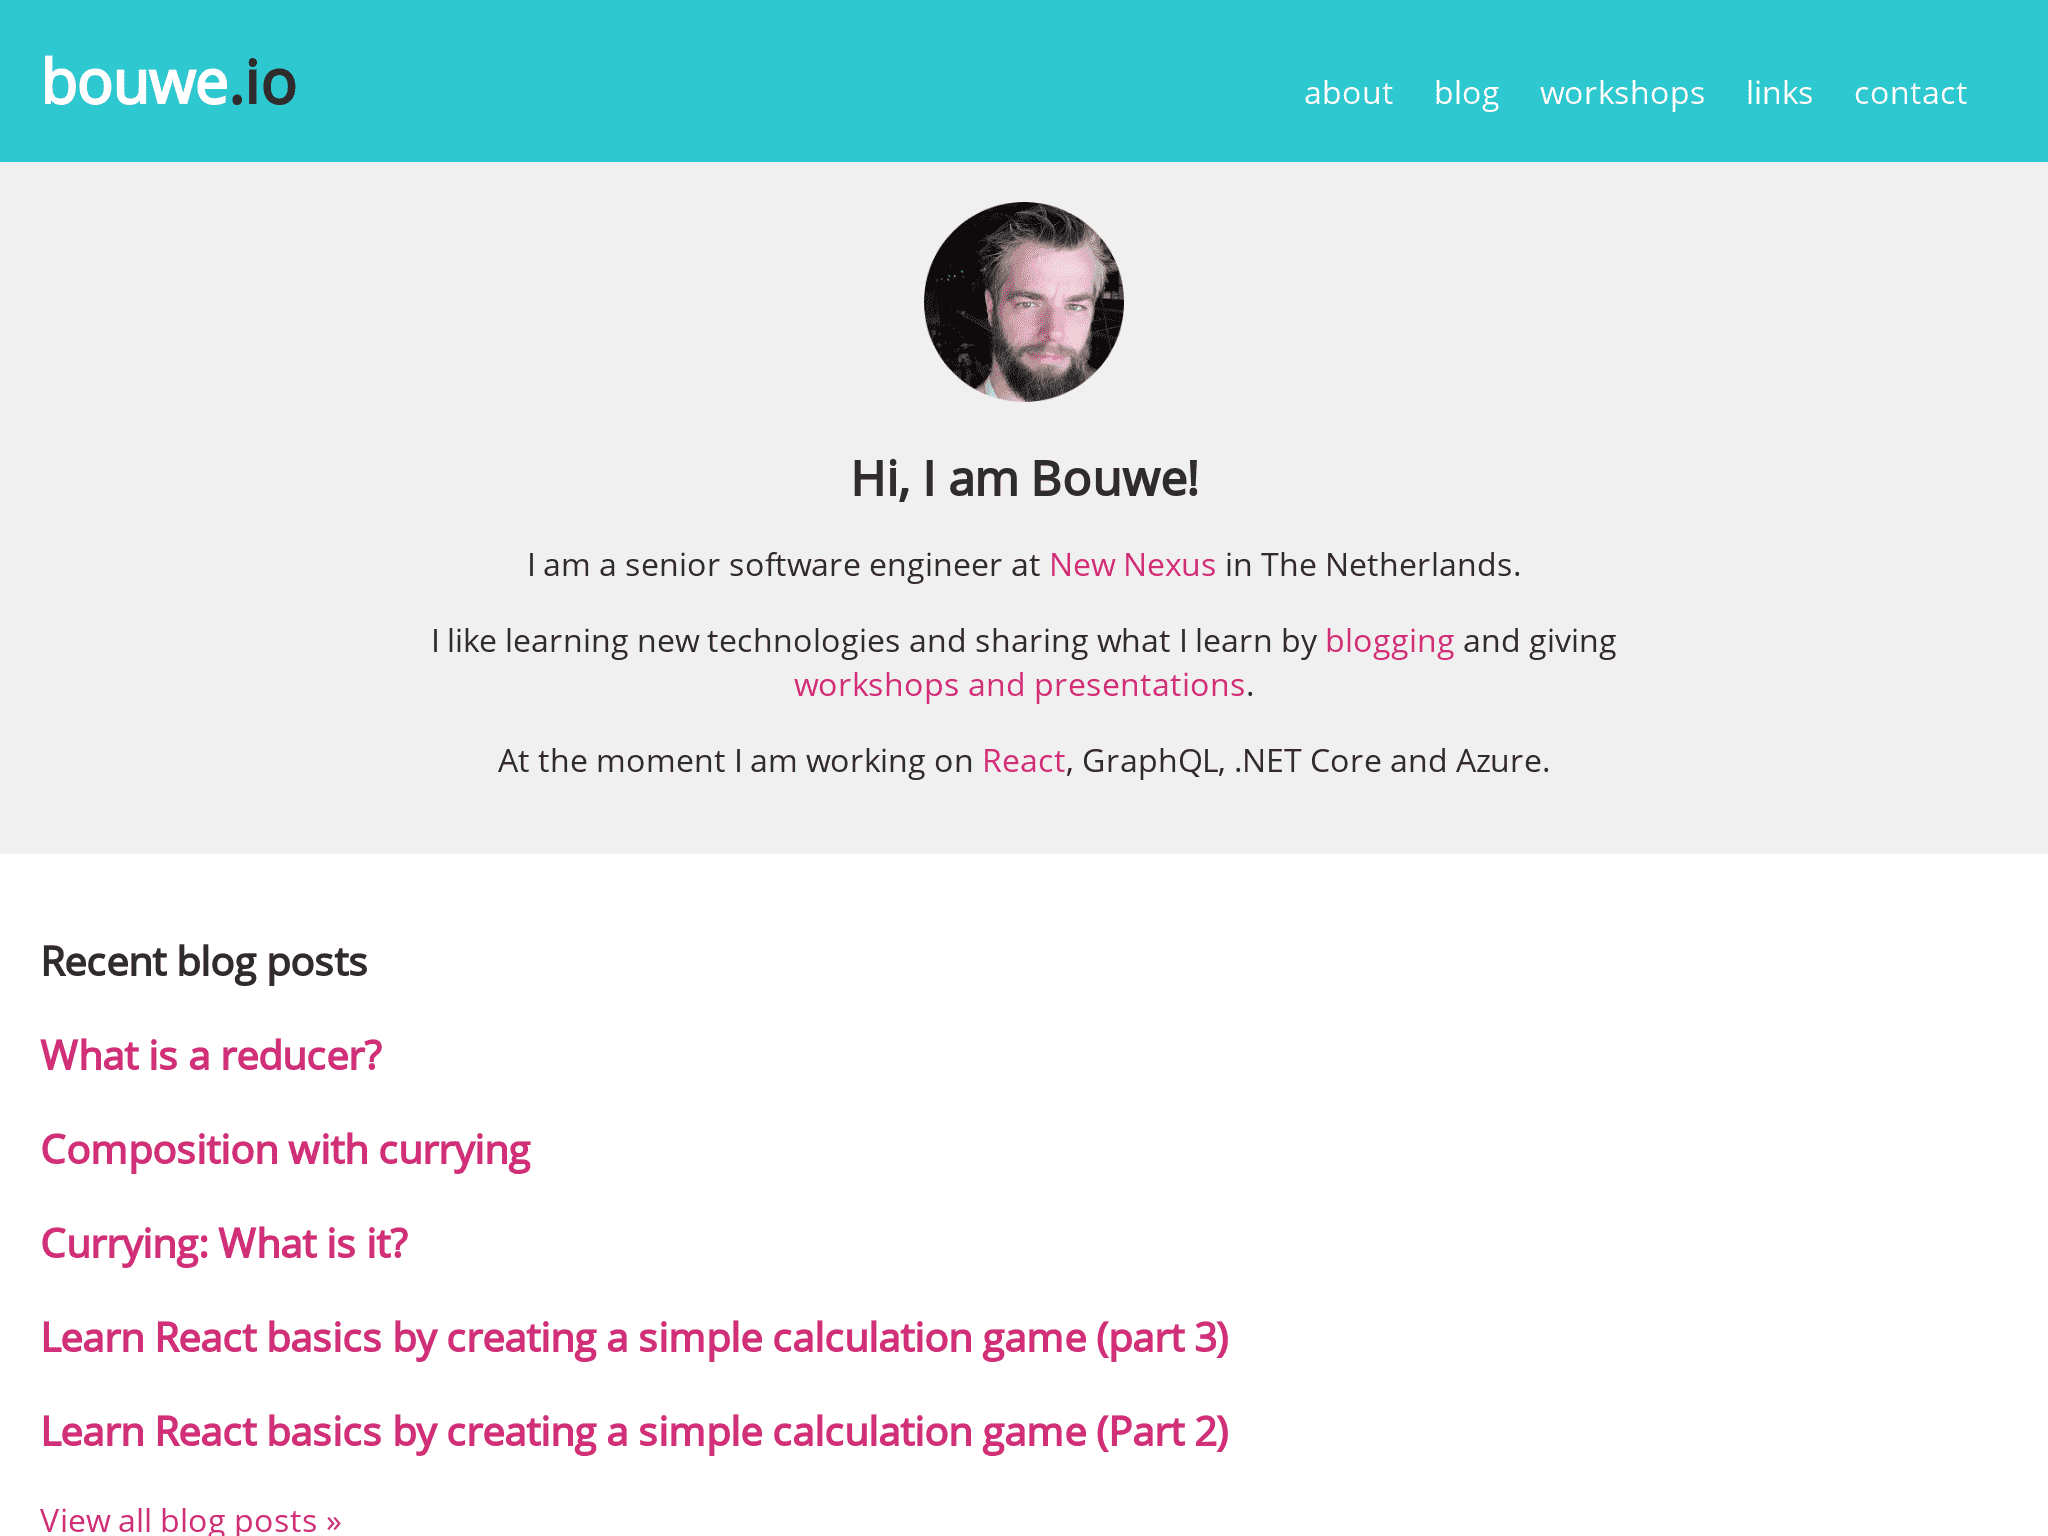 bouwe.io
about blog workshops links contact
Hi, I am Bouwe!
I am a senior software engineer at New Nexus in The Netherlands.
I like learning new technologies and sharing what I learn by blogging and giving
workshops and presentations.
At the moment I am working on React, GraphQL, .NET Core and Azure.
Recent blog posts
What is a reducer?
Composition with currying
Currying: What is it?
Learn React basics by creating a simple calculation game (part 3)
Learn React basics by creating a simple calculation game (Part 2)
View all blog posts »